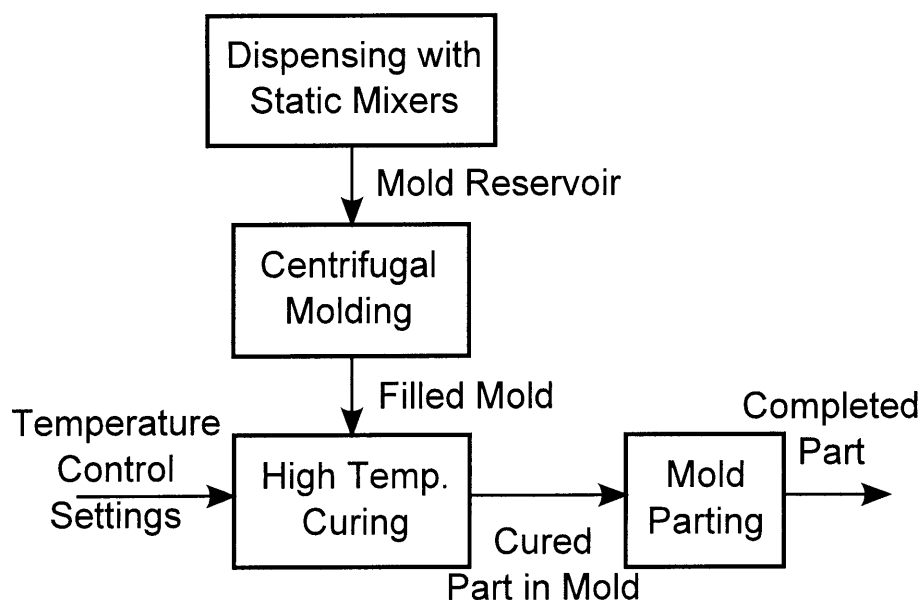 Dispensing with
Static Mixers
Mold Reservoir
Centrifugal
Molding
Filled Mold
Temperature
Control
Settings
High Temp.
Curing
Cured
Part in Mold
Mold
Parting
Completed
Part